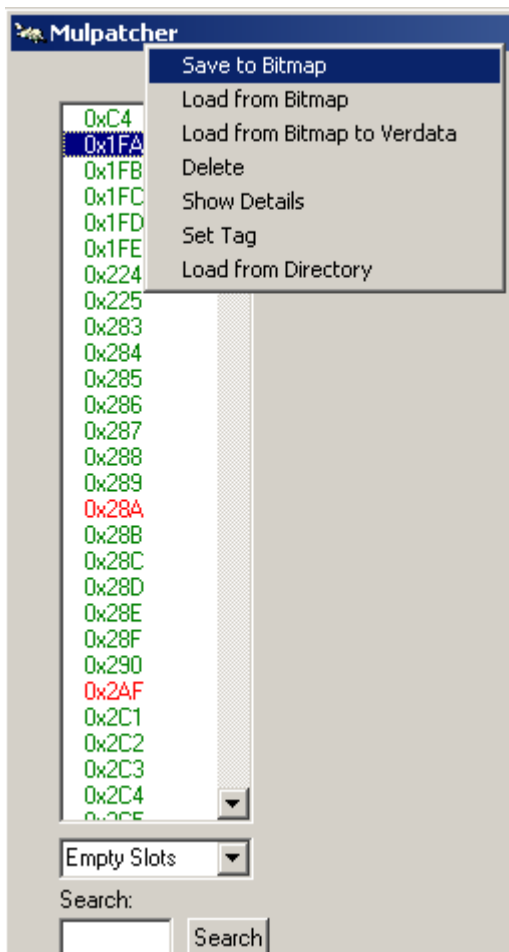 Mulpatcher
Save to Bitmap
Load from Bitmap
Load from Bitmap to Verdata
Delete
Show Details
Set Tag
Load from Directory
0xC4
0x1FA
0x1FB
0x1FC
0x1FD
0x1FE
0x224
0x225
0x283
0x284
0x285
0x286
0x287
0x288
0x289
0x28A
0x28B
0x28C
0x28D
0x28E
0x28F
0x290
0x2AF
0x2C1
0x2C2
0x2C3
0x2C4
Empty Slots
Search:
Search